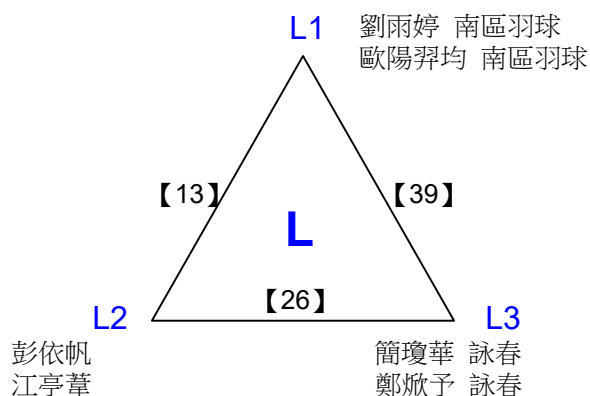 L1
劉雨婷 南區羽球
歐陽羿均 南區羽球
【13】
【39】
L
【26】
L2
L3
彭依帆
江亭葦
簡瓊華 詠春
鄭焮予 詠春